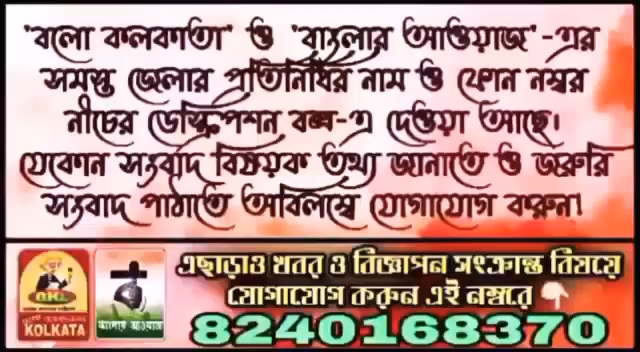 'বলো কলকাতা' ও 'বাংলার আওয়াজ'-এর
সমস্ত জেলার প্রতিনিধির নাম ও ফোন নম্বর
নীচের ডেস্ক্রিপশন বক্স-এ দেওয়া আছে।
যেকোন সংবাদ বিষয়ক তথ্য জানাতে ও জরুরি
সংবাদ পাঠাতে অবিলম্বে যোগাযোগ করুন!
এছাড়াও খবর ও বিজ্ঞাপন সংক্রান্ত বিষয়ে
যোগাযোগ করুন এই নম্বরে
8240168370
KOLKATA
বাংলার আওয়াজ